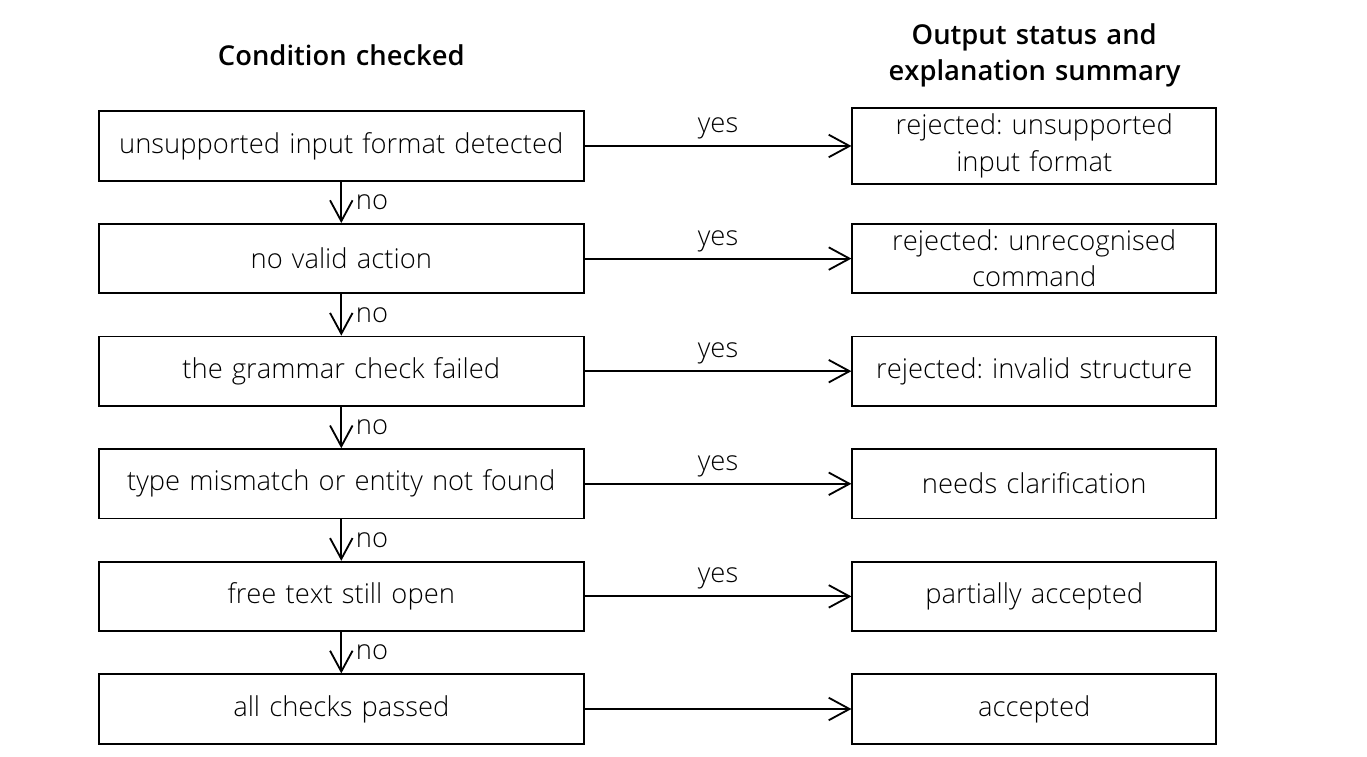 Condition checked
Output status and
explanation summary
unsupported input format detected
yes
rejected: unsupported
input format
no
no valid action
yes
rejected: unrecognised
command
no
the grammar check failed
yes
rejected: invalid structure
no
type mismatch or entity not found
yes
needs clarification
no
free text still open
yes
partially accepted
no
all checks passed
accepted